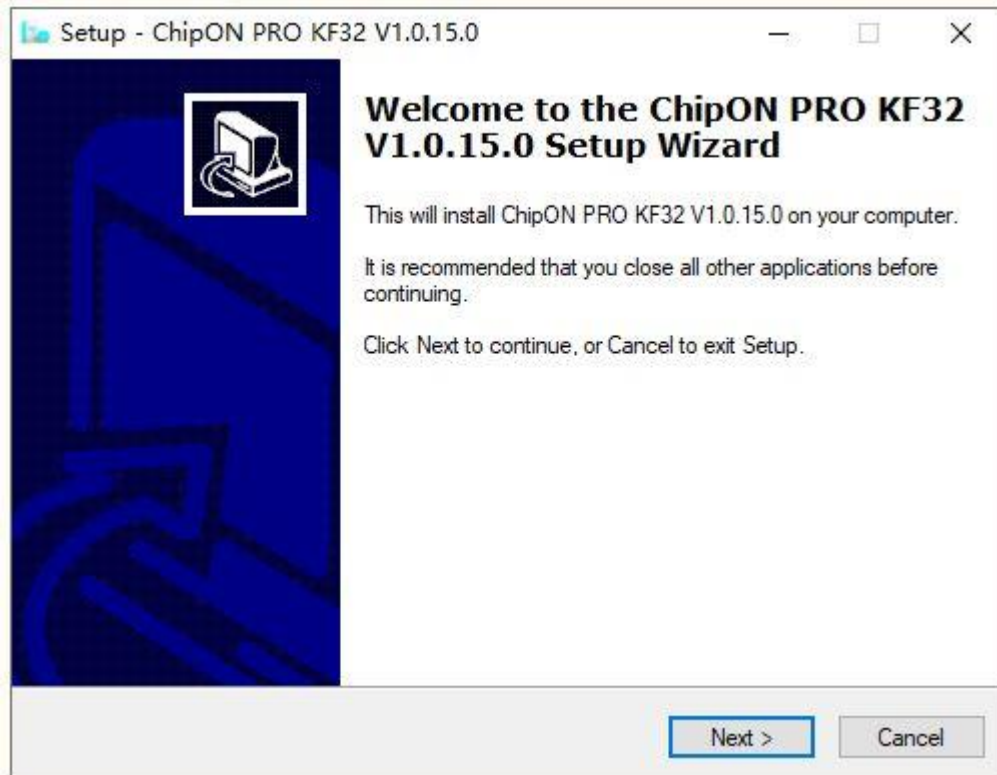 Setup - ChipON PRO KF32 V1.0.15.0
Welcome to the ChipON PRO KF32
V1.0.15.0 Setup Wizard
This will install ChipON PRO KF32 V1.0.15.0 on your computer.
It is recommended that you close all other applications before
continuing.
Click Next to continue, or Cancel to exit Setup.
Next >
Cancel